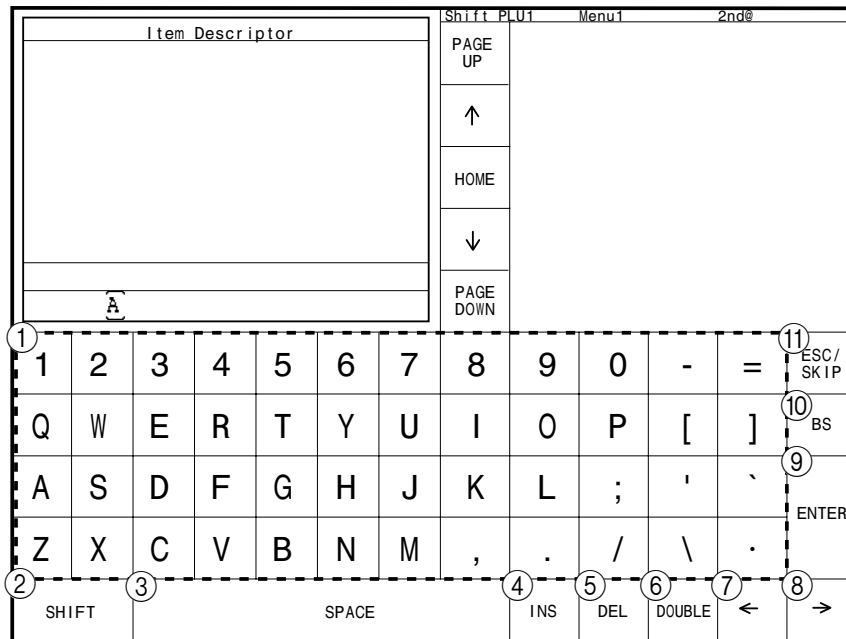 Shift PLU1 Menu1 2nd@
Item Descriptor
PAGE
UP
↑
HOME
↓
PAGE
DOWN
A
① ⑪
1 2 3 4 5 6 7 8 9 0 - = ESC/
SKIP
⑩
Q W E R T Y U I O P [ ] BS
⑨
A S D F G H J K L ; ' ` ENTER
Z X C V B N M , . / \ ·
② ③ ④ ⑤ ⑥ ⑦ ⑧
SHIFT SPACE INS DEL DOUBLE ← →